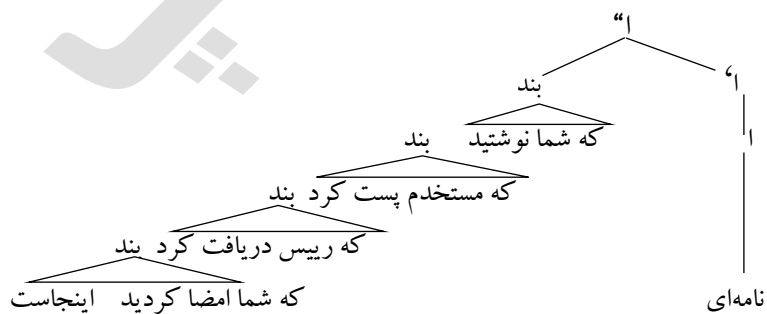 ا“
بند ا‘
که شما نوشتید ا
بند
که مستخدم پست کرد
بند
که رییس دریافت کرد
بند
نامه‌ای که شما امضا کردید اینجاست